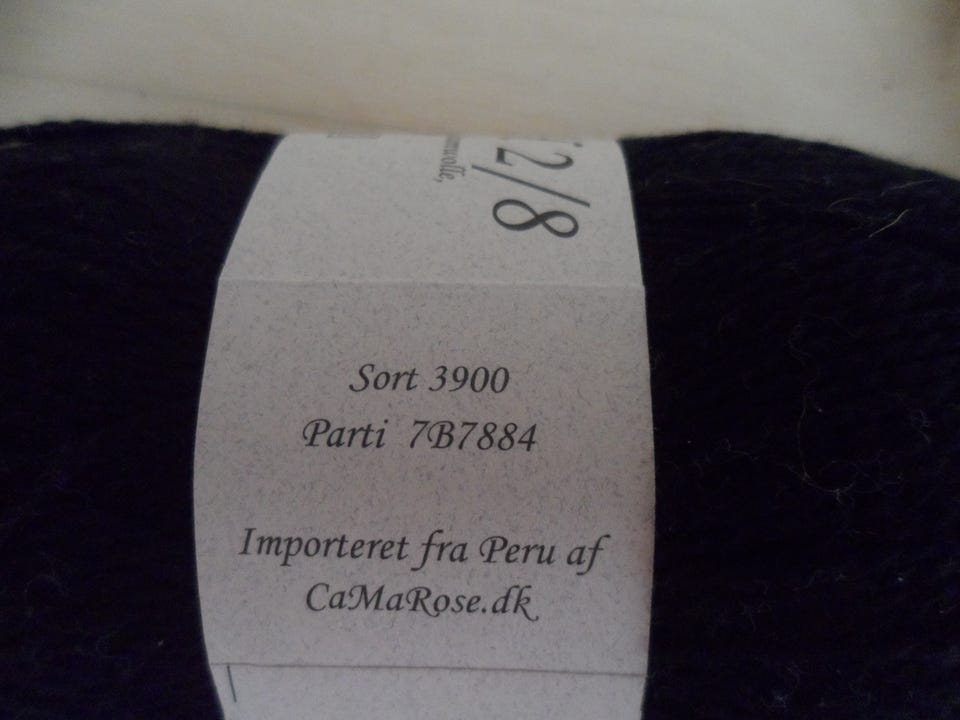 2/8
Sort 3900
Parti 7B7884
Importeret fra Peru af
CaMaRose.dk